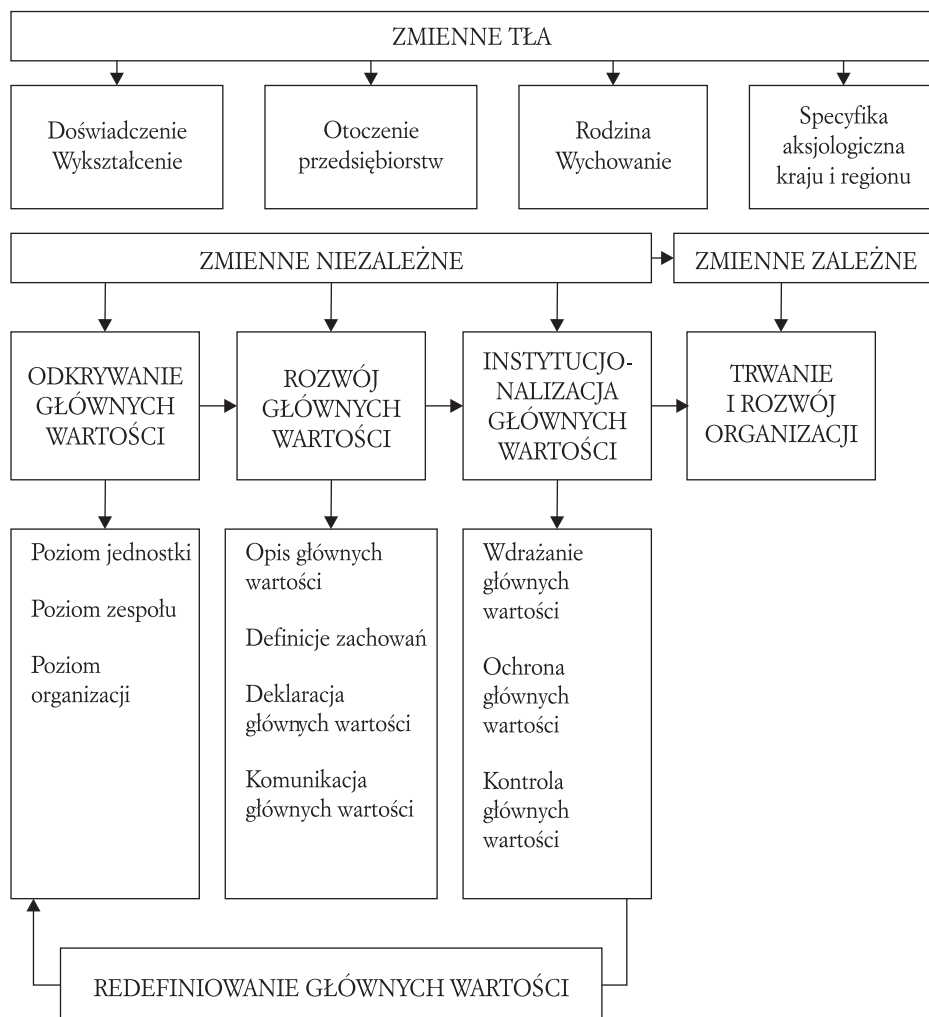 ZMIENNE TŁA
Doświadczenie
Wykształcenie
Otoczenie
przedsiębiorstw
Rodzina
Wychowanie
Specyfika
aksjologiczna
kraju i regionu
ZMIENNE NIEZALEŻNE
ZMIENNE ZALEŻNE
ODKRYWANIE
GŁÓWNYCH
WARTOŚCI
ROZWÓJ
GŁÓWNYCH
WARTOŚCI
INSTYTUCJO-
NALIZACJA
GŁÓWNYCH
WARTOŚCI
TRWANIE
I ROZWÓJ
ORGANIZACJI
Poziom jednostki
Poziom zespołu
Poziom
organizacji
Opis głównych
wartości
Definicje zachowań
Deklaracja
głównych wartości
Komunikacja
głównych wartości
Wdrażanie
głównych
wartości
Ochrona
głównych
wartości
Kontrola
głównych
wartości
REDEFINIOWANIE GŁÓWNYCH WARTOŚCI